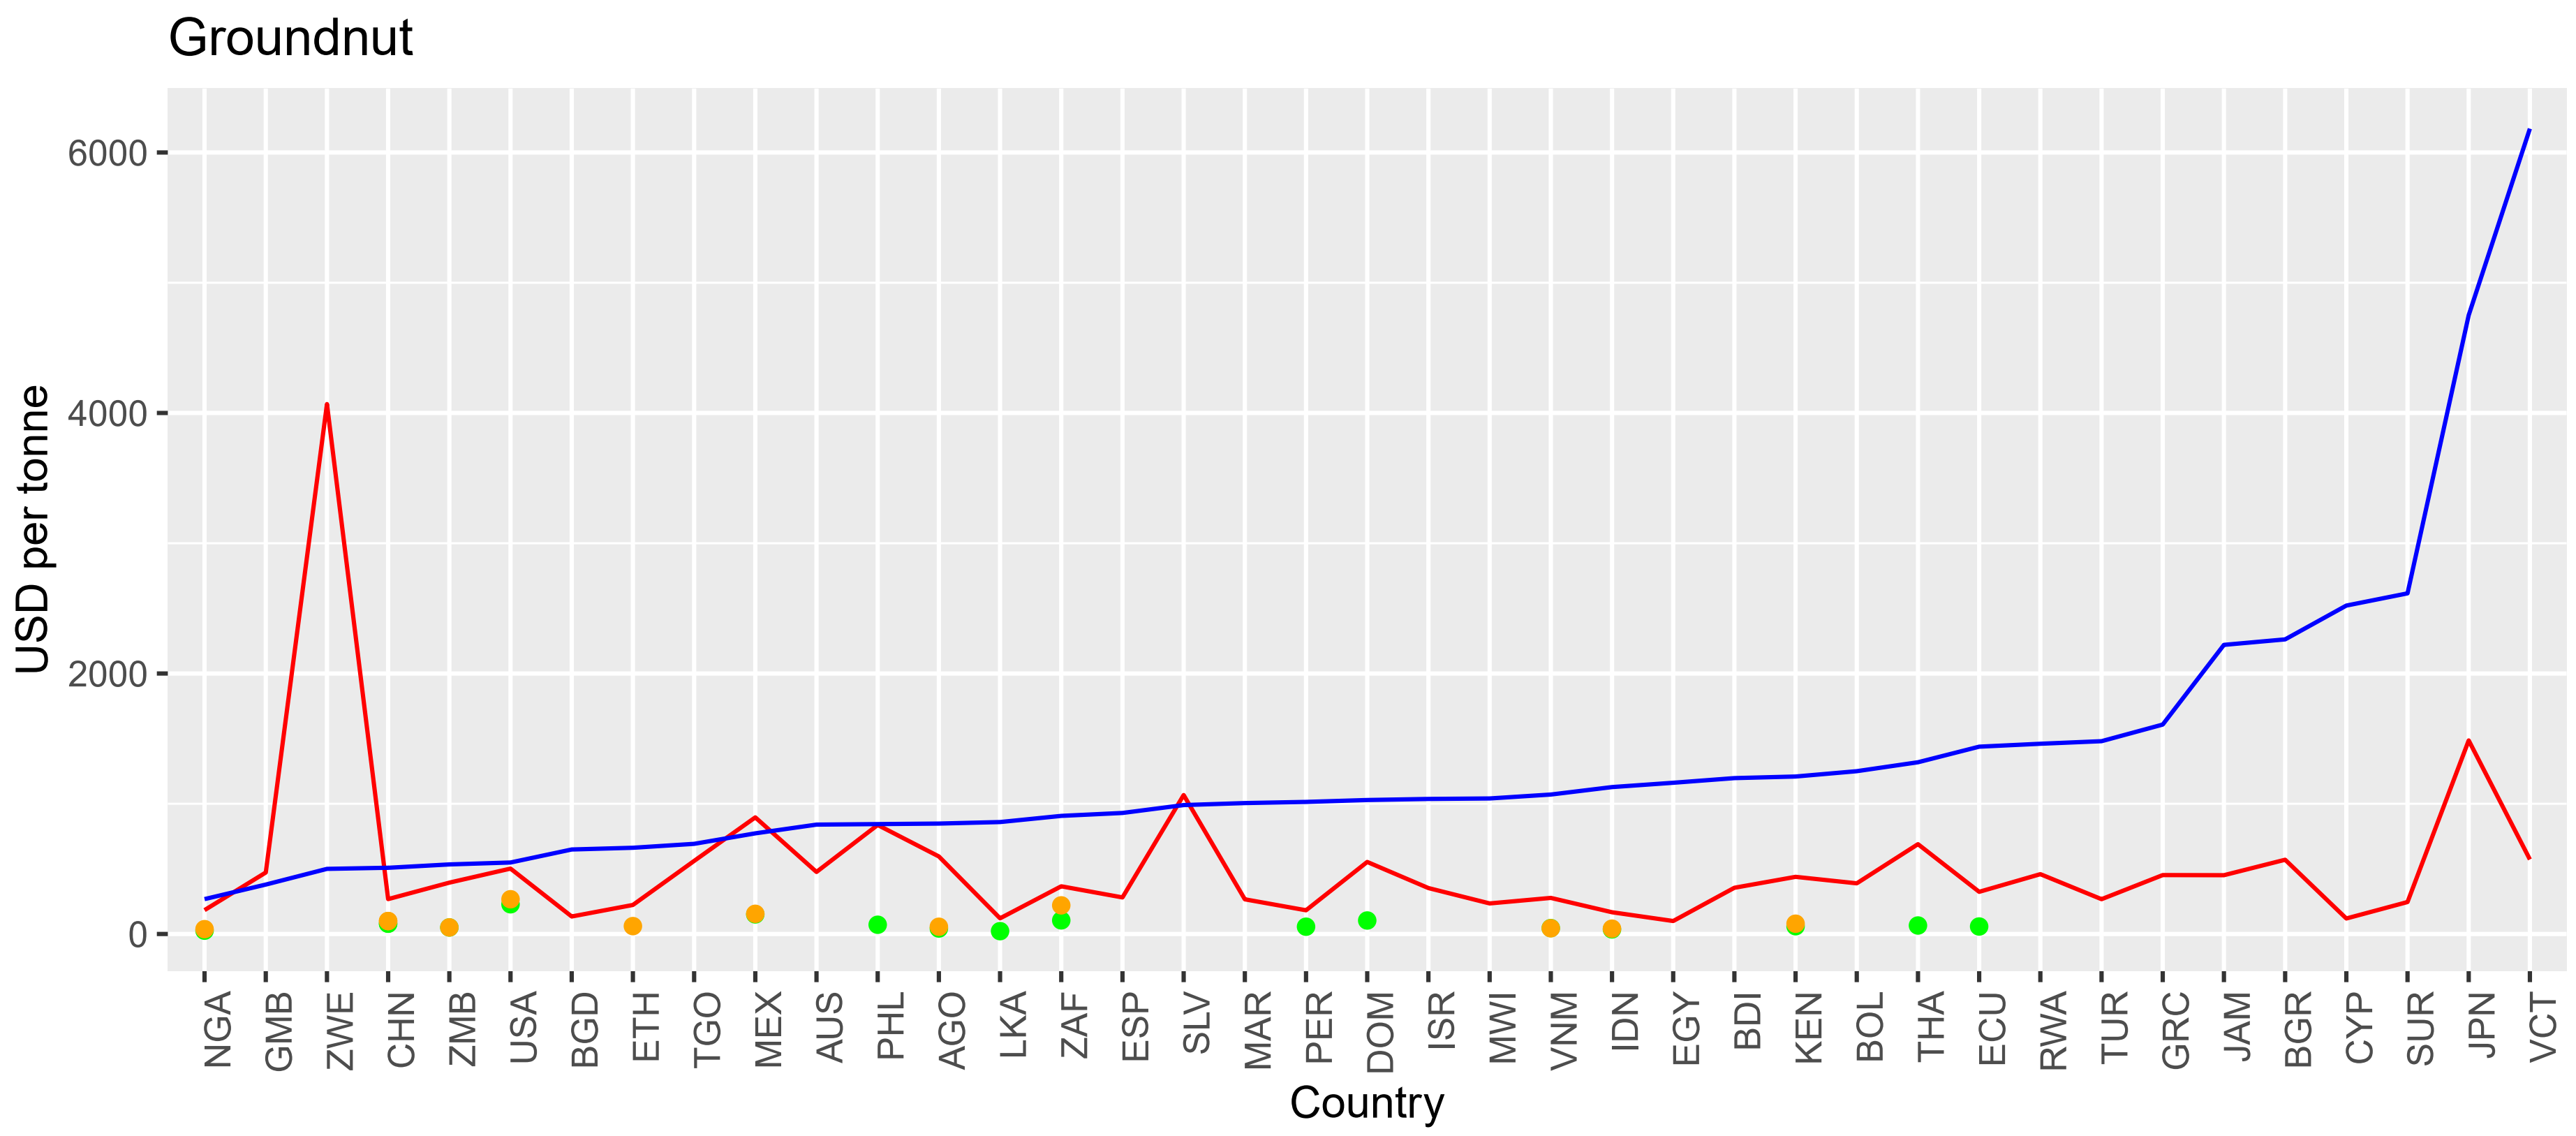 Groundnut
USD per tonne
6000
4000
2000
0
NGA
GMB
ZWE
CHN
ZMB
USA
BGD
ETH
TGO
MEX
AUS
PHL
AGO
LKA
ZAF
ESP
SLV
MAR
PER
DOM
ISR
MWI
VNM
IDN
EGY
BDI
KEN
BOL
THA
ECU
RWA
TUR
GRC
JAM
BGR
CYP
SUR
JPN
VCT
Country